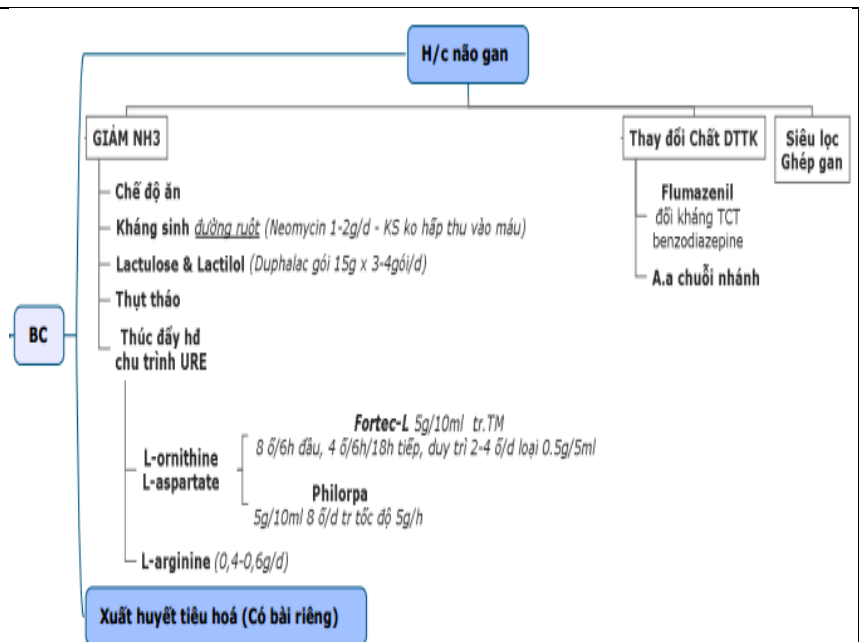 H/c não gan
GIẢM NH3
Chế độ ăn
Kháng sinh đường ruột (Neomycin 1-2g/d - KS ko hấp thu vào máu)
Lactulose & Lactilol (Duphalac gói 15g x 3-4gói/d)
Thụt tháo
Thúc đẩy hđ
chu trình URE
L-ornithine
L-aspartate
Fortec-L 5g/10ml tr.TM
8 ố/6h đầu, 4 ố/6h/18h tiếp, duy trì 2-4 ố/d loại 0.5g/5ml
Philorpa
5g/10ml 8 ố/d tr tốc độ 5g/h
L-arginine (0,4-0,6g/d)
Thay đổi Chất DTTK
Flumazenil
đối kháng TCT
benzodiazepine
A.a chuỗi nhánh
Siêu lọc
Ghép gan
BC
Xuất huyết tiêu hoá (Có bài riêng)